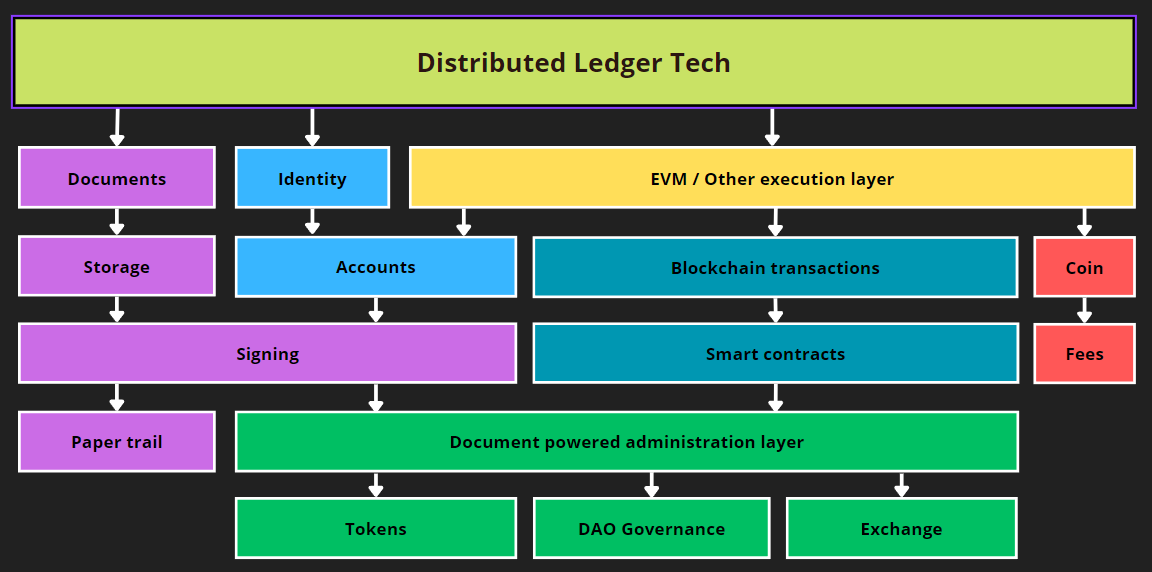 Distributed Ledger Tech
Documents
Identity
EVM / Other execution layer
Storage
Accounts
Blockchain transactions
Coin
Signing
Smart contracts
Fees
Paper trail
Document powered administration layer
Tokens
DAO Governance
Exchange